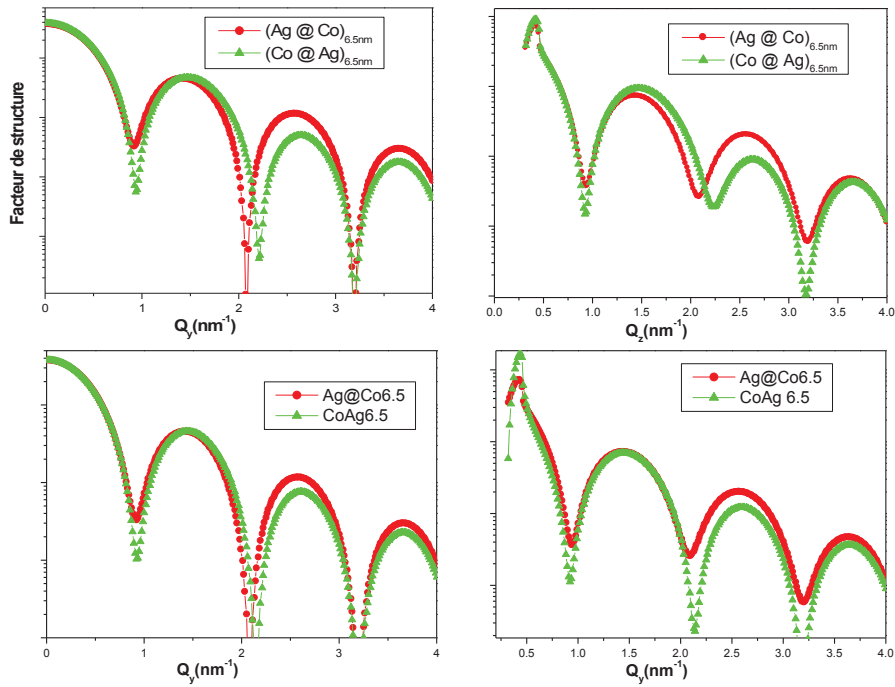 Facteur de structure
(Ag @ Co)6.5nm
(Co @ Ag)6.5nm
0 1 2 3 4
Qy(nm-1)
(Ag @ Co)6.5nm
(Co @ Ag)6.5nm
0.0 0.5 1.0 1.5 2.0 2.5 3.0 3.5 4.0
Qz(nm-1)
Ag@Co6.5
CoAg6.5
0 1 2 3 4
Qy(nm-1)
Ag@Co6.5
CoAg 6.5
0.5 1.0 1.5 2.0 2.5 3.0 3.5 4.0
Qy(nm-1)